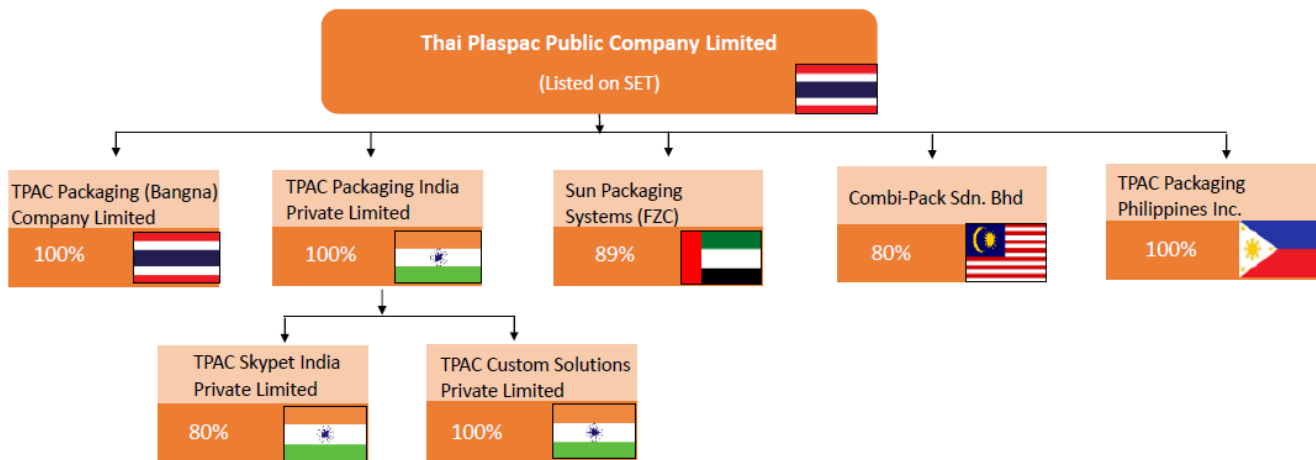 Thai Plaspac Public Company Limited
(Listed on SET)
TPAC Packaging (Bangna)
Company Limited
100%
TPAC Packaging India
Private Limited
100%
Sun Packaging
Systems (FZC)
89%
Combi-Pack Sdn. Bhd
80%
TPAC Packaging
Philippines Inc.
100%
TPAC Skypet India
Private Limited
80%
TPAC Custom Solutions
Private Limited
100%